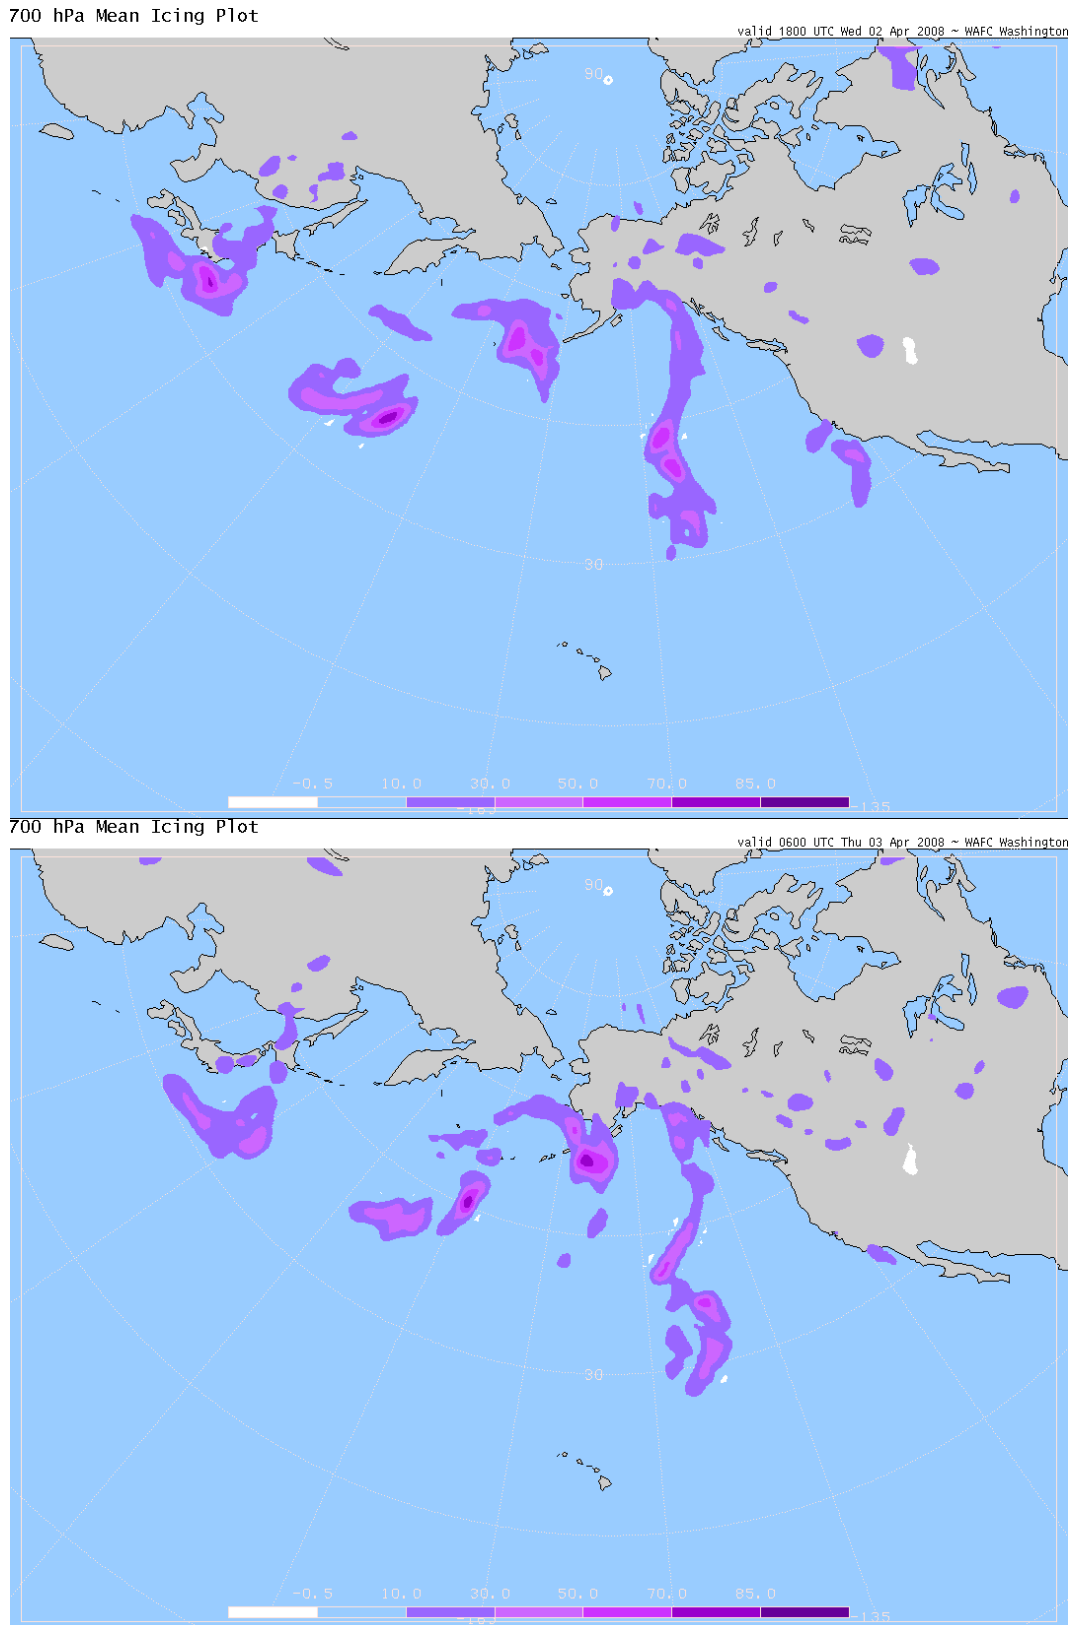 700 hPa Mean Icing Plot
valid 1800 UTC Wed 02 Apr 2008 ~ WAFC Washington
90
30
-0.5 10.0 30.0 50.0 70.0 85.0
-135
700 hPa Mean Icing Plot
valid 0600 UTC Thu 03 Apr 2008 ~ WAFC Washington
90
30
-0.5 10.0 30.0 50.0 70.0 85.0
-135